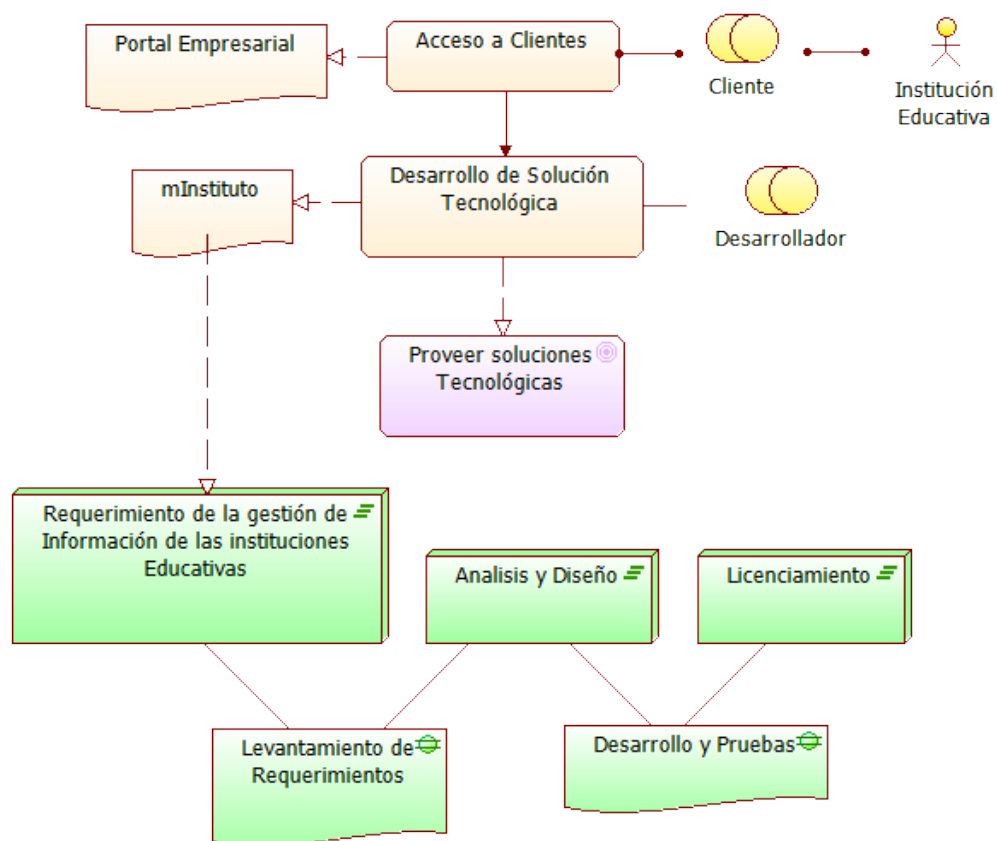 Portal Empresarial
Acceso a Clientes
Cliente
Institución
Educativa
mInstituto
Desarrollo de Solución
Tecnológica
Desarrollador
Proveer soluciones
Tecnológicas
Requerimiento de la gestión de
Información de las instituciones
Educativas
Analisis y Diseño
Licenciamiento
Levantamiento de
Requerimientos
Desarrollo y Pruebas